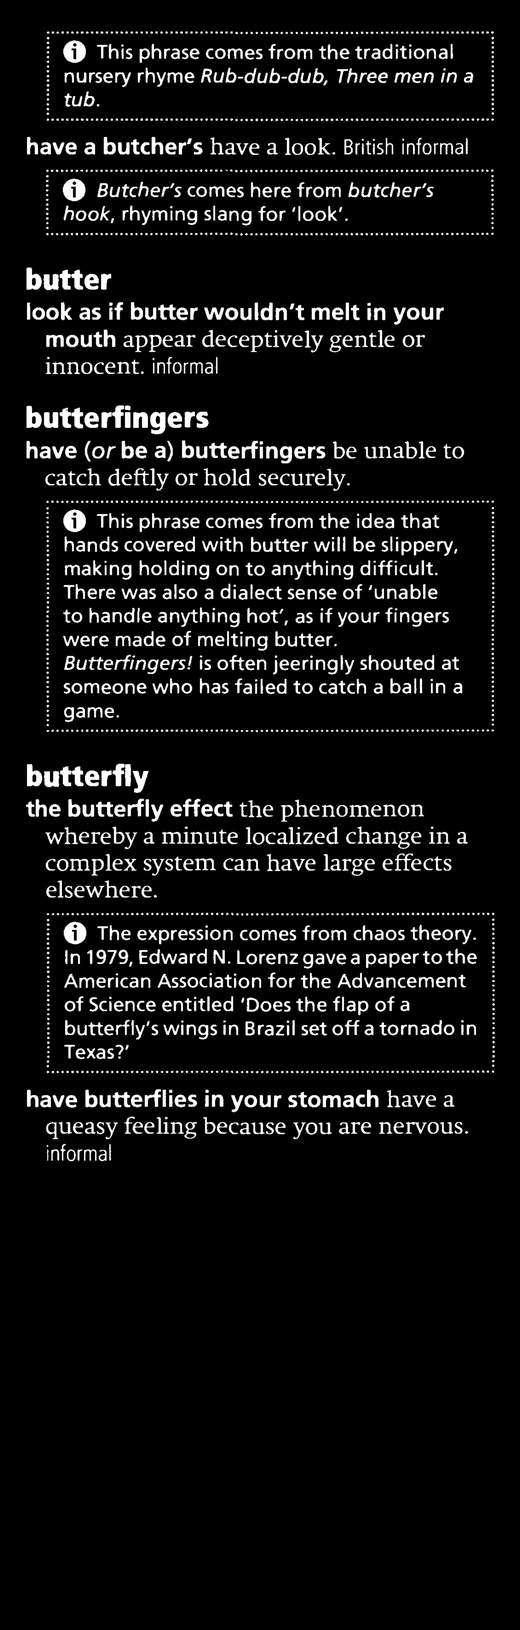 This phrase comes from the traditional
nursery rhyme Rub-dub-dub, Three men in a
tub.
have a butcher's have a look. British informal
Butcher's comes here from butcher's
hook, rhyming slang for 'look'.
butter
look as if butter wouldn't melt in your
mouth appear deceptively gentle or
innocent. informal
butterfingers
have (or be a) butterfingers be unable to
catch deftly or hold securely.
This phrase comes from the idea that
hands covered with butter will be slippery,
making holding on to anything difficult.
There was also a dialect sense of 'unable
to handle anything hot', as if your fingers
were made of melting butter.
Butterfingers! is often jeeringly shouted at
someone who has failed to catch a ball in a
game.
butterfly
the butterfly effect the phenomenon
whereby a minute localized change in a
complex system can have large effects
elsewhere.
The expression comes from chaos theory.
In 1979, Edward N. Lorenz gave a paper to the
American Association for the Advancement
of Science entitled 'Does the flap of a
butterfly's wings in Brazil set off a tornado in
Texas?'
have butterflies in your stomach have a
queasy feeling because you are nervous.
informal